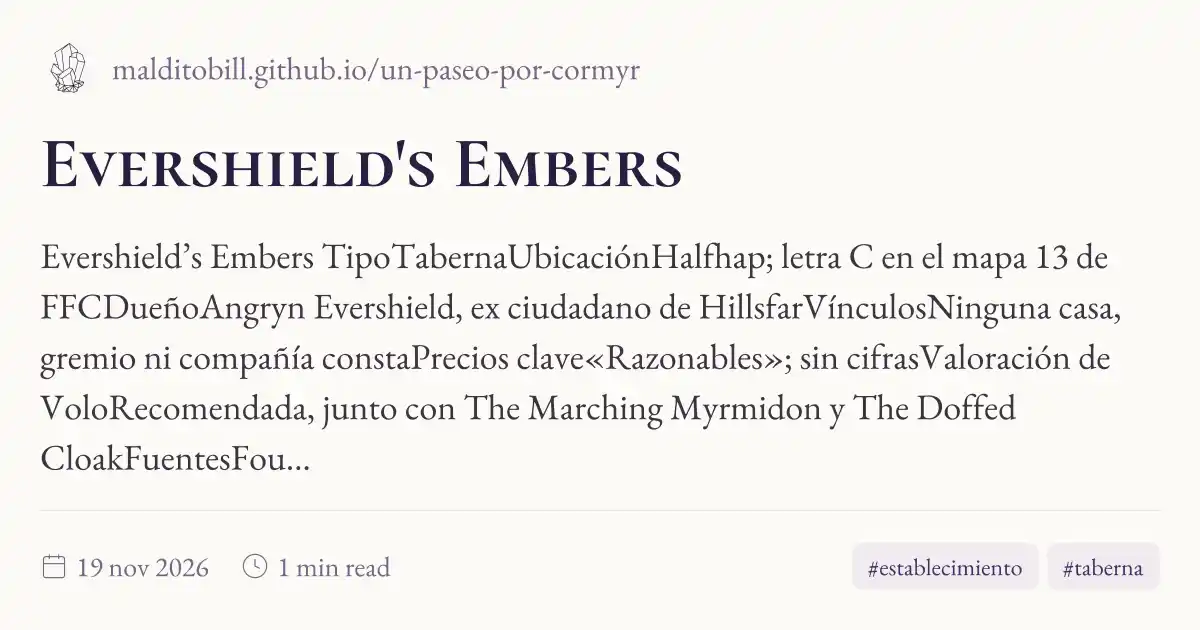 malditobill.github.io/un-paseo-por-cormyr
Evershield's Embers
Evershield’s Embers TipoTabernaUbicaciónHalfhap; letra C en el mapa 13 de
FFCDueñoAngryn Evershield, ex ciudadano de HillsfarVínculosNinguna casa,
gremio ni compañía constaPrecios clave«Razonables»; sin cifrasValoración de
VoloRecomendada, junto con The Marching Myrmidon y The Doffed
CloakFuentesFou...
19 nov 2026 1 min read #establecimiento #taberna